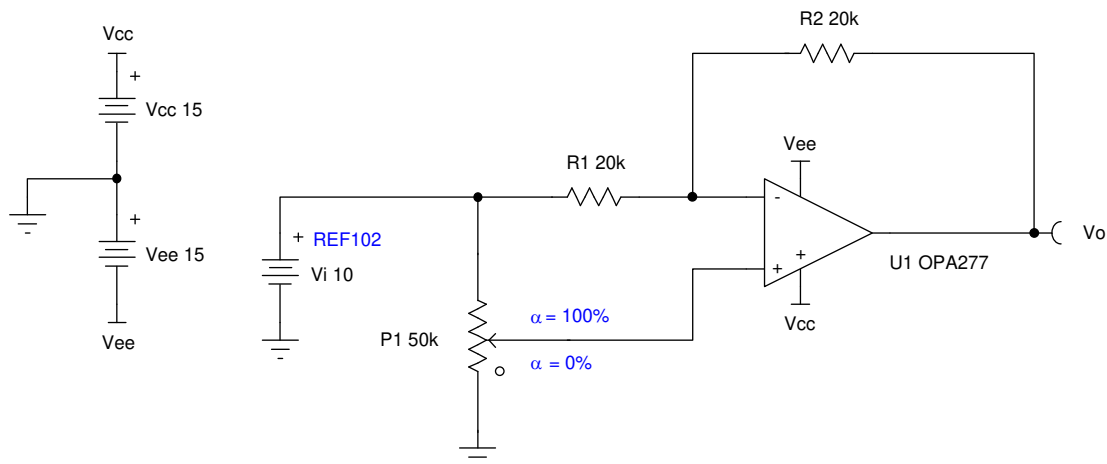 R2 20k
Vcc
+
Vcc 15
Vee
R1 20k
-
+
Vee 15
+ REF102
Vi 10
+
+
U1 OPA277
Vo
Vcc
α = 100%
P1 50k
α = 0%
Vee